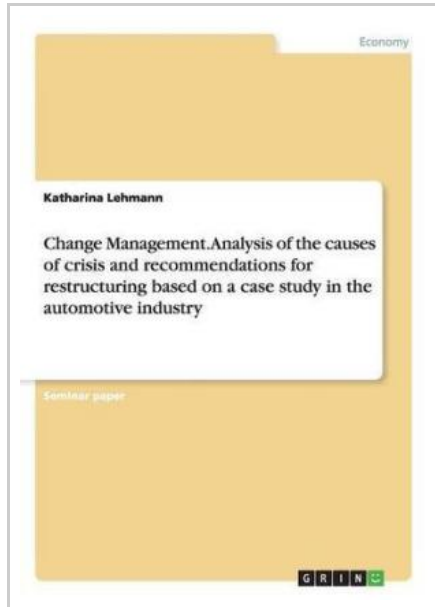 Economy
Katharina Lehmann
Change Management.Analysis of the causes
of crisis and recommendations for
restructuring based on a case study in the
automotive industry
Seminar paper
GRIN